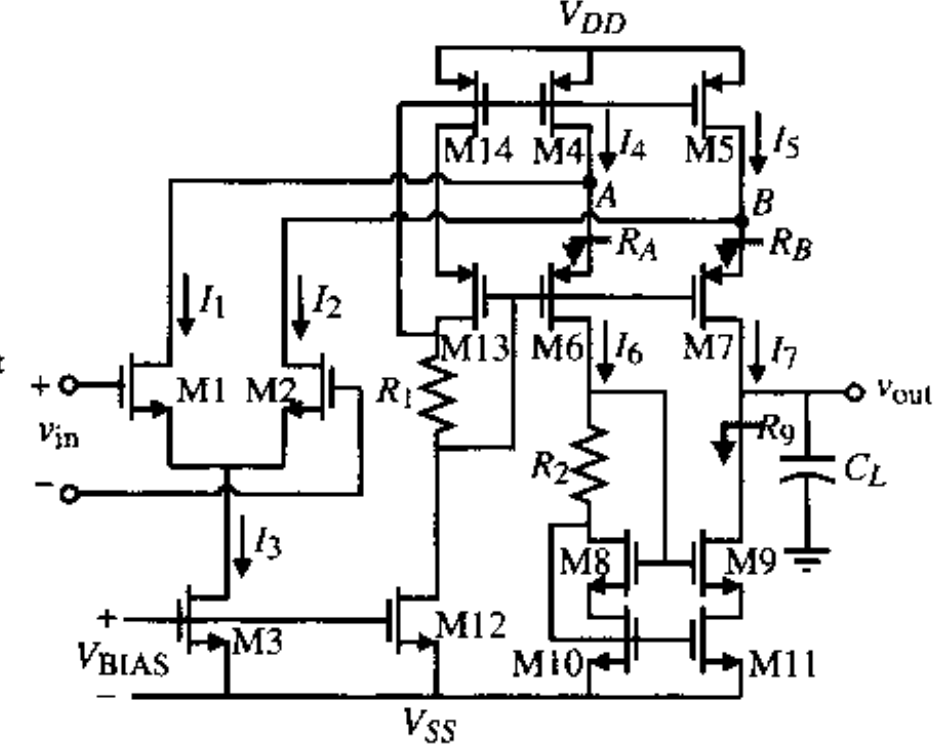 V_DD
M14 M4 I_4 M5 I_5
A B
R_A R_B
I_1 I_2
M13 M6 I_6 M7 I_7
+ M1 M2 R_1 v_out
v_in R_9
− R_2 C_L
I_3
M8 M9
+ M3 M12
V_BIAS M10 M11
−
V_SS